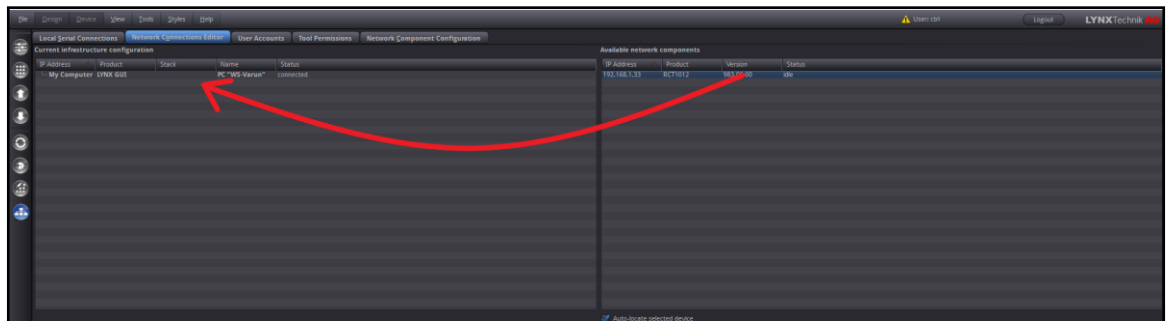 File Design Device View Tools Styles Help User: ctrl Logout LYNXTechnik AG
Local Serial Connections Network Connections Editor User Accounts Tool Permissions Network Component Configuration
Current infrastructure configuration Available network components
IP Address Product Stack Name Status IP Address Product Version Status
My Computer LYNX GUI PC "WS-Varun" connected 192.168.1.33 RCT1012 idle
Auto-locate selected device